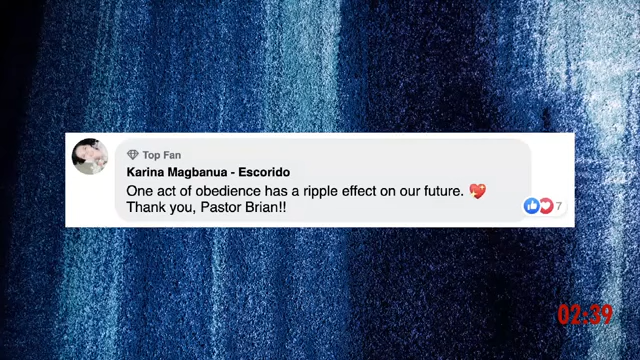 Top Fan
Karina Magbanua - Escorido
One act of obedience has a ripple effect on our future. 💖
Thank you, Pastor Brian!!
7
02:39